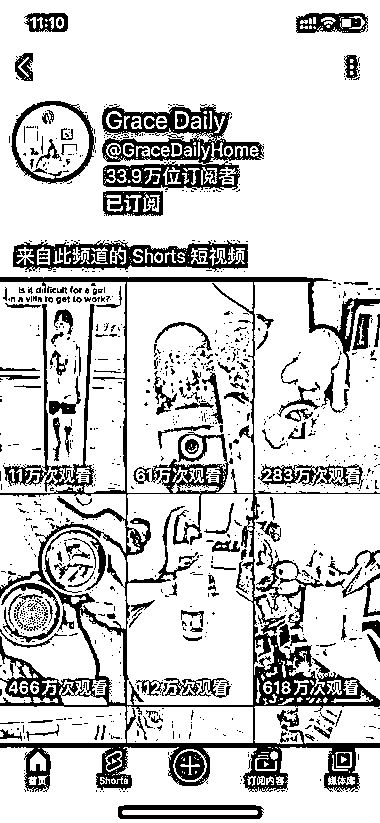 11:10
Grace Daily
@GraceDailyHome
33.9万位订阅者
已订阅
来自此频道的 Shorts 短视频
Is it difficult for a girl
in a villa to get to work?
11万次观看
61万次观看
283万次观看
466万次观看
112万次观看
618万次观看
首页
Shorts
订阅内容
媒体库